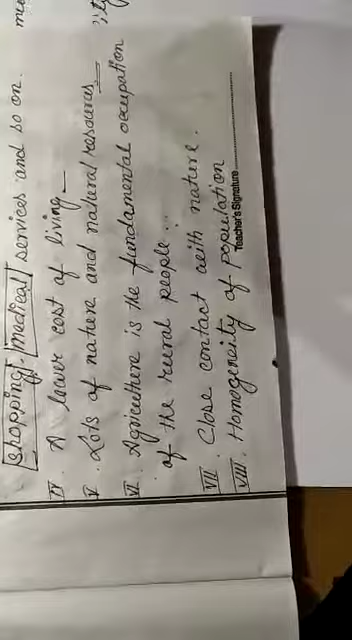 shopping, medical services and so on.
IV. A lower cost of living
V. Lots of nature and natural resources
VI. Agriculture is the fundamental occupation
of the rural people...
VII. Close contact with nature.
VIII. Homogeneity of population
Teacher's Signature